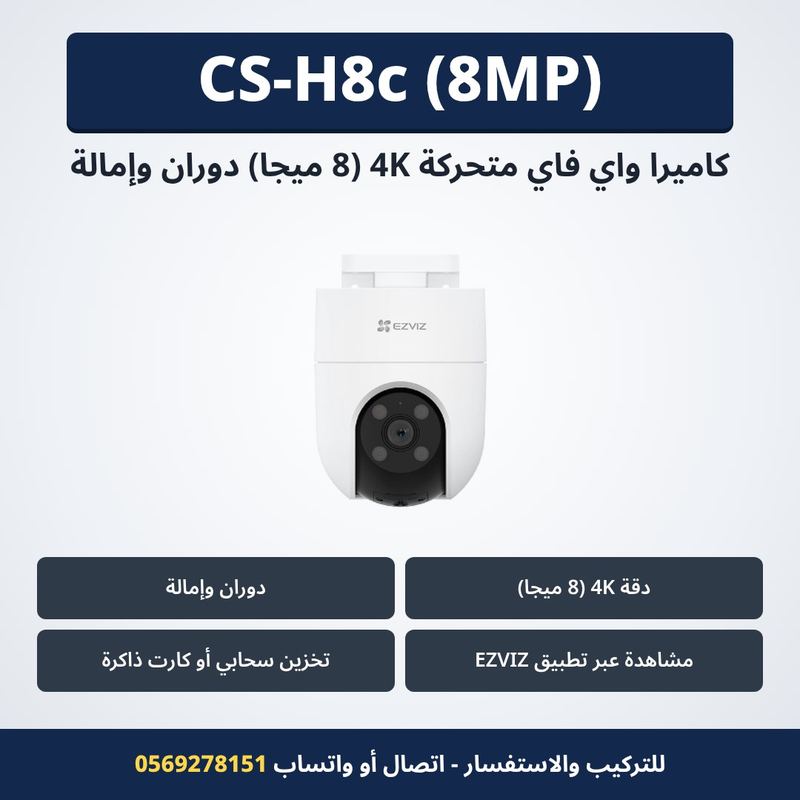 CS-H8c (8MP)
كاميرا واي فاي متحركة 4K (8 ميجا) دوران وإمالة
EZVIZ
دقة 4K (8 ميجا)
دوران وإمالة
مشاهدة عبر تطبيق EZVIZ
تخزين سحابي أو كارت ذاكرة
للتركيب والاستفسار - اتصال أو واتساب 0569278151